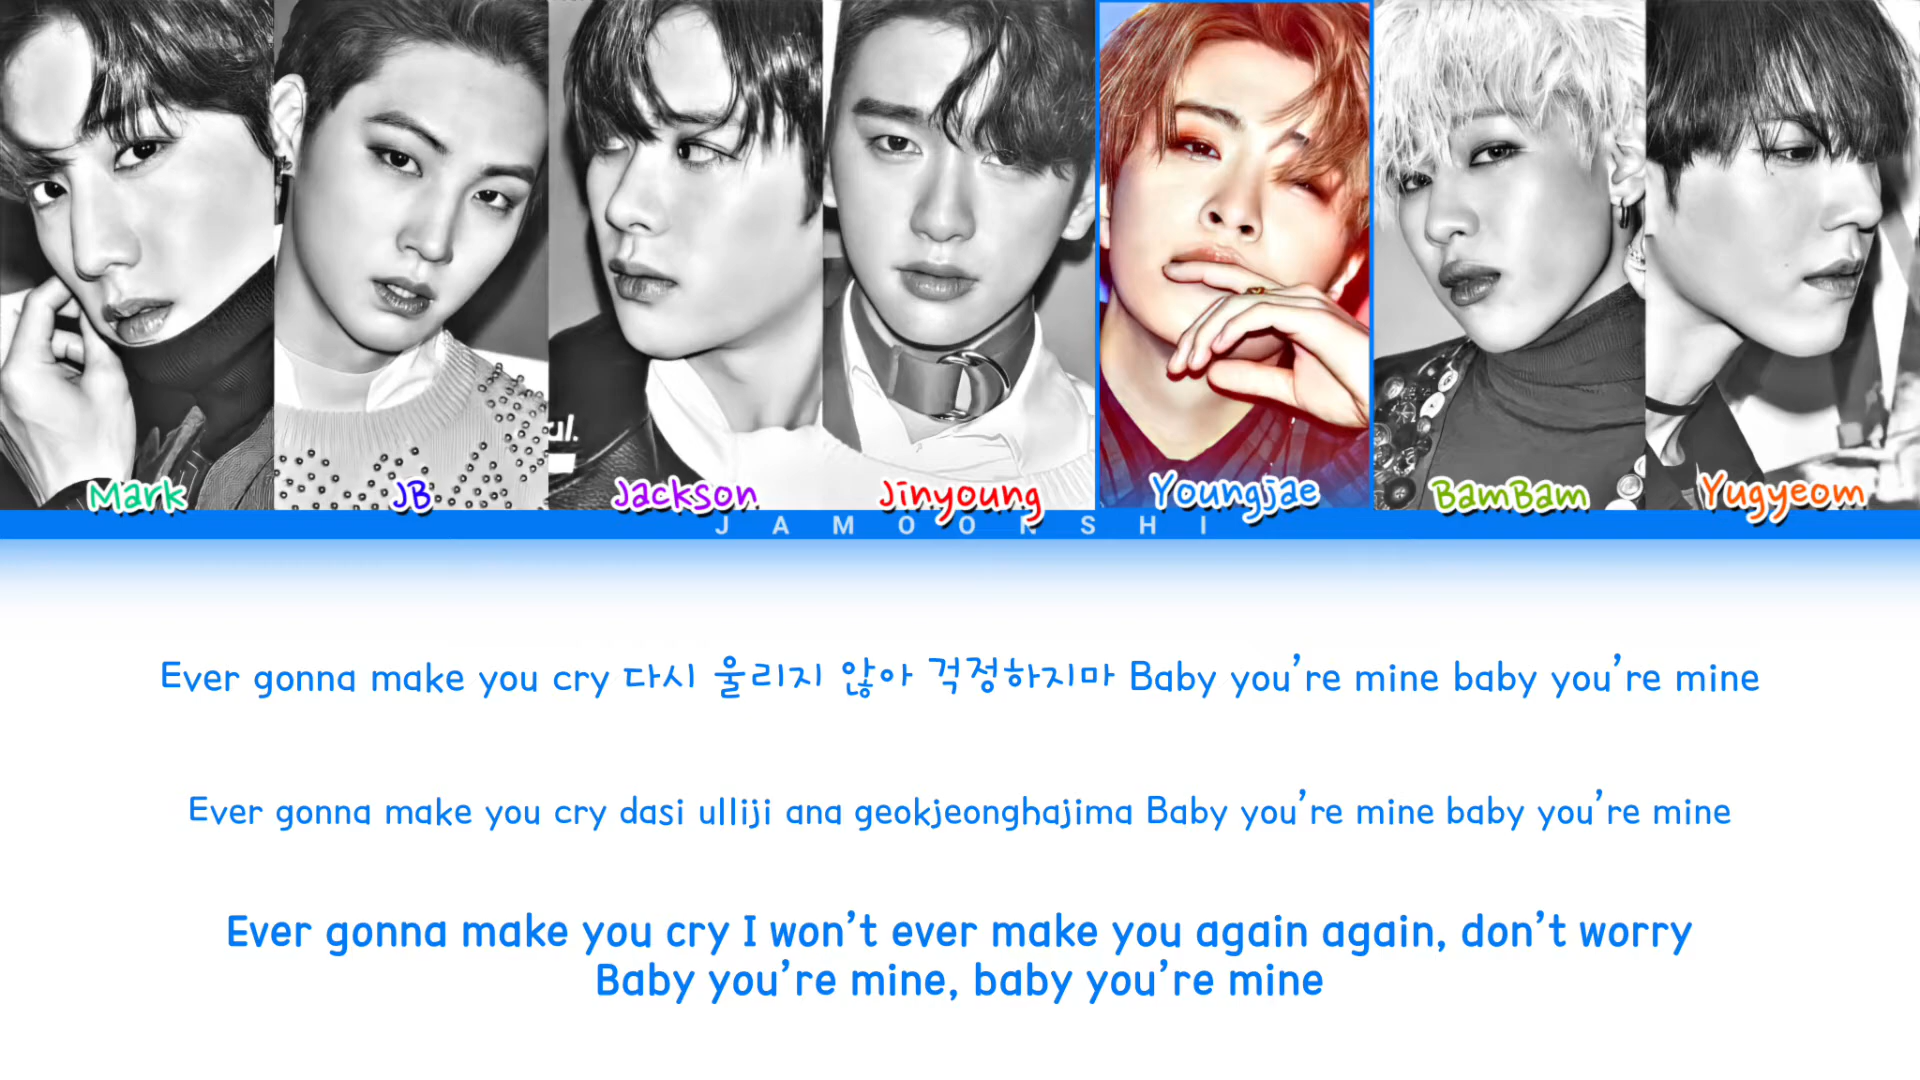 ul.
Mark
JB
Jackson
Jinyoung
Youngjae
BamBam
Yugyeom
JAMOONSHI
Ever gonna make you cry 다시 울리지 않아 걱정하지마 Baby you're mine baby you're mine
Ever gonna make you cry dasi ulliji ana geokjeonghajima Baby you're mine baby you're mine
Ever gonna make you cry I won't ever make you again again, don't worry
Baby you're mine, baby you're mine